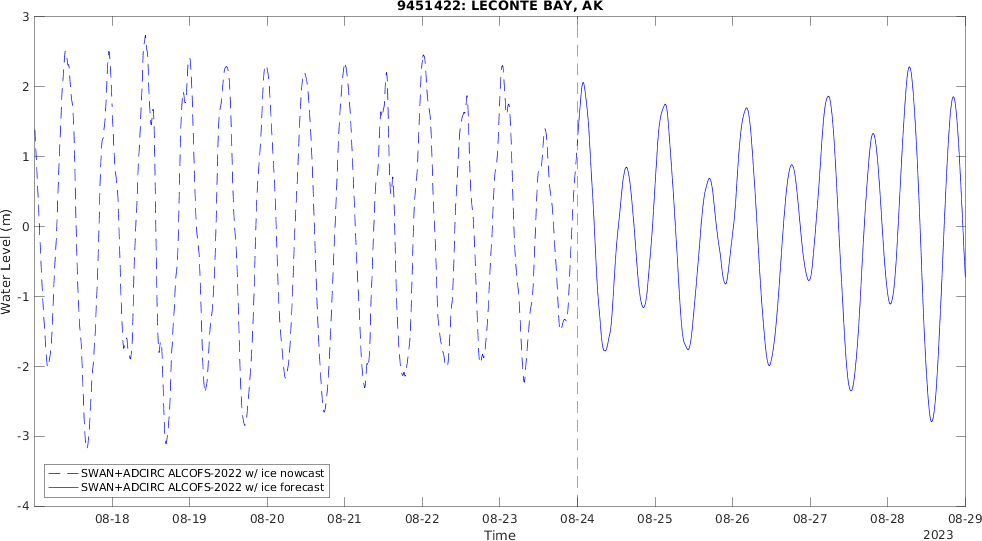 9451422: LECONTE BAY, AK
3
2
1
0
-1
-2
-3
-4
Water Level (m)
SWAN+ADCIRC ALCOFS-2022 w/ ice nowcast
SWAN+ADCIRC ALCOFS-2022 w/ ice forecast
08-18 08-19 08-20 08-21 08-22 08-23 08-24 08-25 08-26 08-27 08-28 08-29
Time
2023